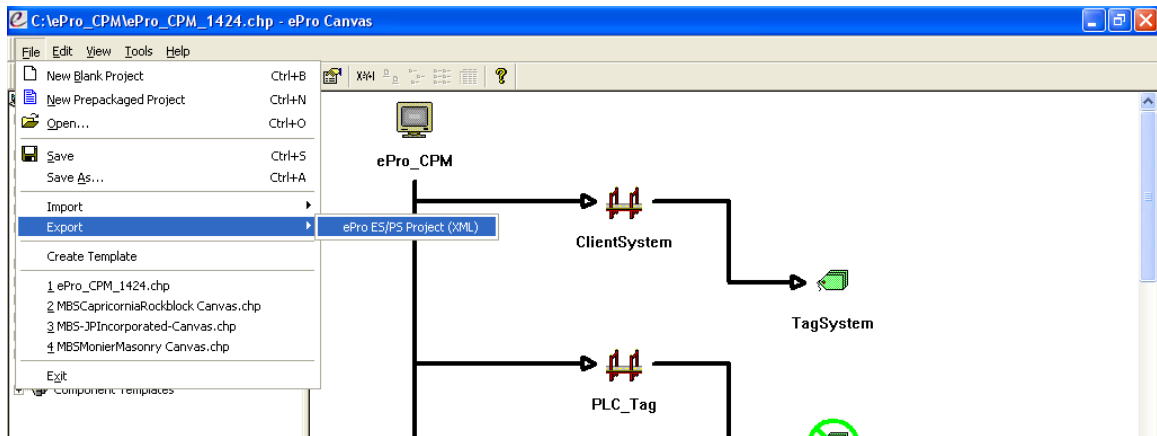 C:\ePro_CPM\ePro_CPM_1424.chp - ePro Canvas
File Edit View Tools Help
New Blank Project Ctrl+B
New Prepackaged Project Ctrl+N
Open... Ctrl+O
Save Ctrl+S
Save As... Ctrl+A
Import
Export
ePro ES/PS Project (XML)
Create Template
1 ePro_CPM_1424.chp
2 MBSCapricorniaRockblock Canvas.chp
3 MBS-JPIncorporated-Canvas.chp
4 MBSMonierMasonry Canvas.chp
Exit
Component Templates
ePro_CPM
ClientSystem
TagSystem
PLC_Tag